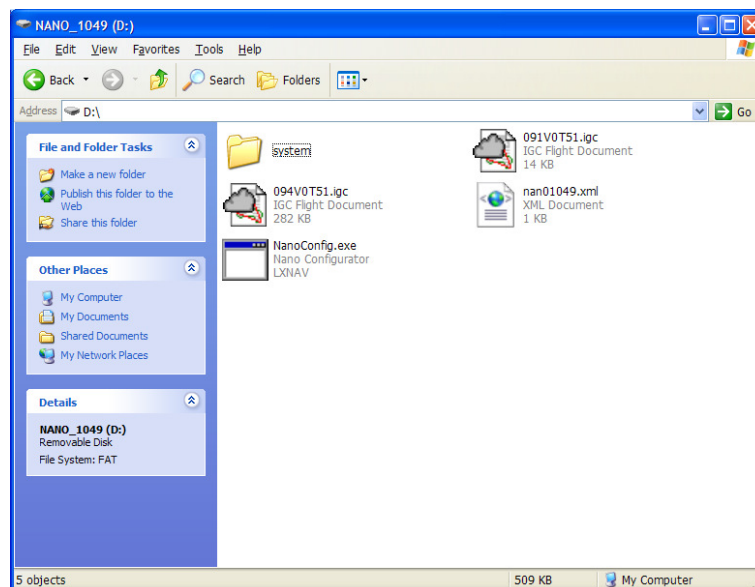 NANO_1049 (D:)
File Edit View Favorites Tools Help
Back Search Folders
Address D:\ Go
File and Folder Tasks
Make a new folder
Publish this folder to the
Web
Share this folder
Other Places
My Computer
My Documents
Shared Documents
My Network Places
Details
NANO_1049 (D:)
Removable Disk
File System: FAT
system
091V0T51.igc
IGC Flight Document
14 KB
094V0T51.igc
IGC Flight Document
282 KB
nan01049.xml
XML Document
1 KB
NanoConfig.exe
Nano Configurator
LXNAV
5 objects 509 KB My Computer